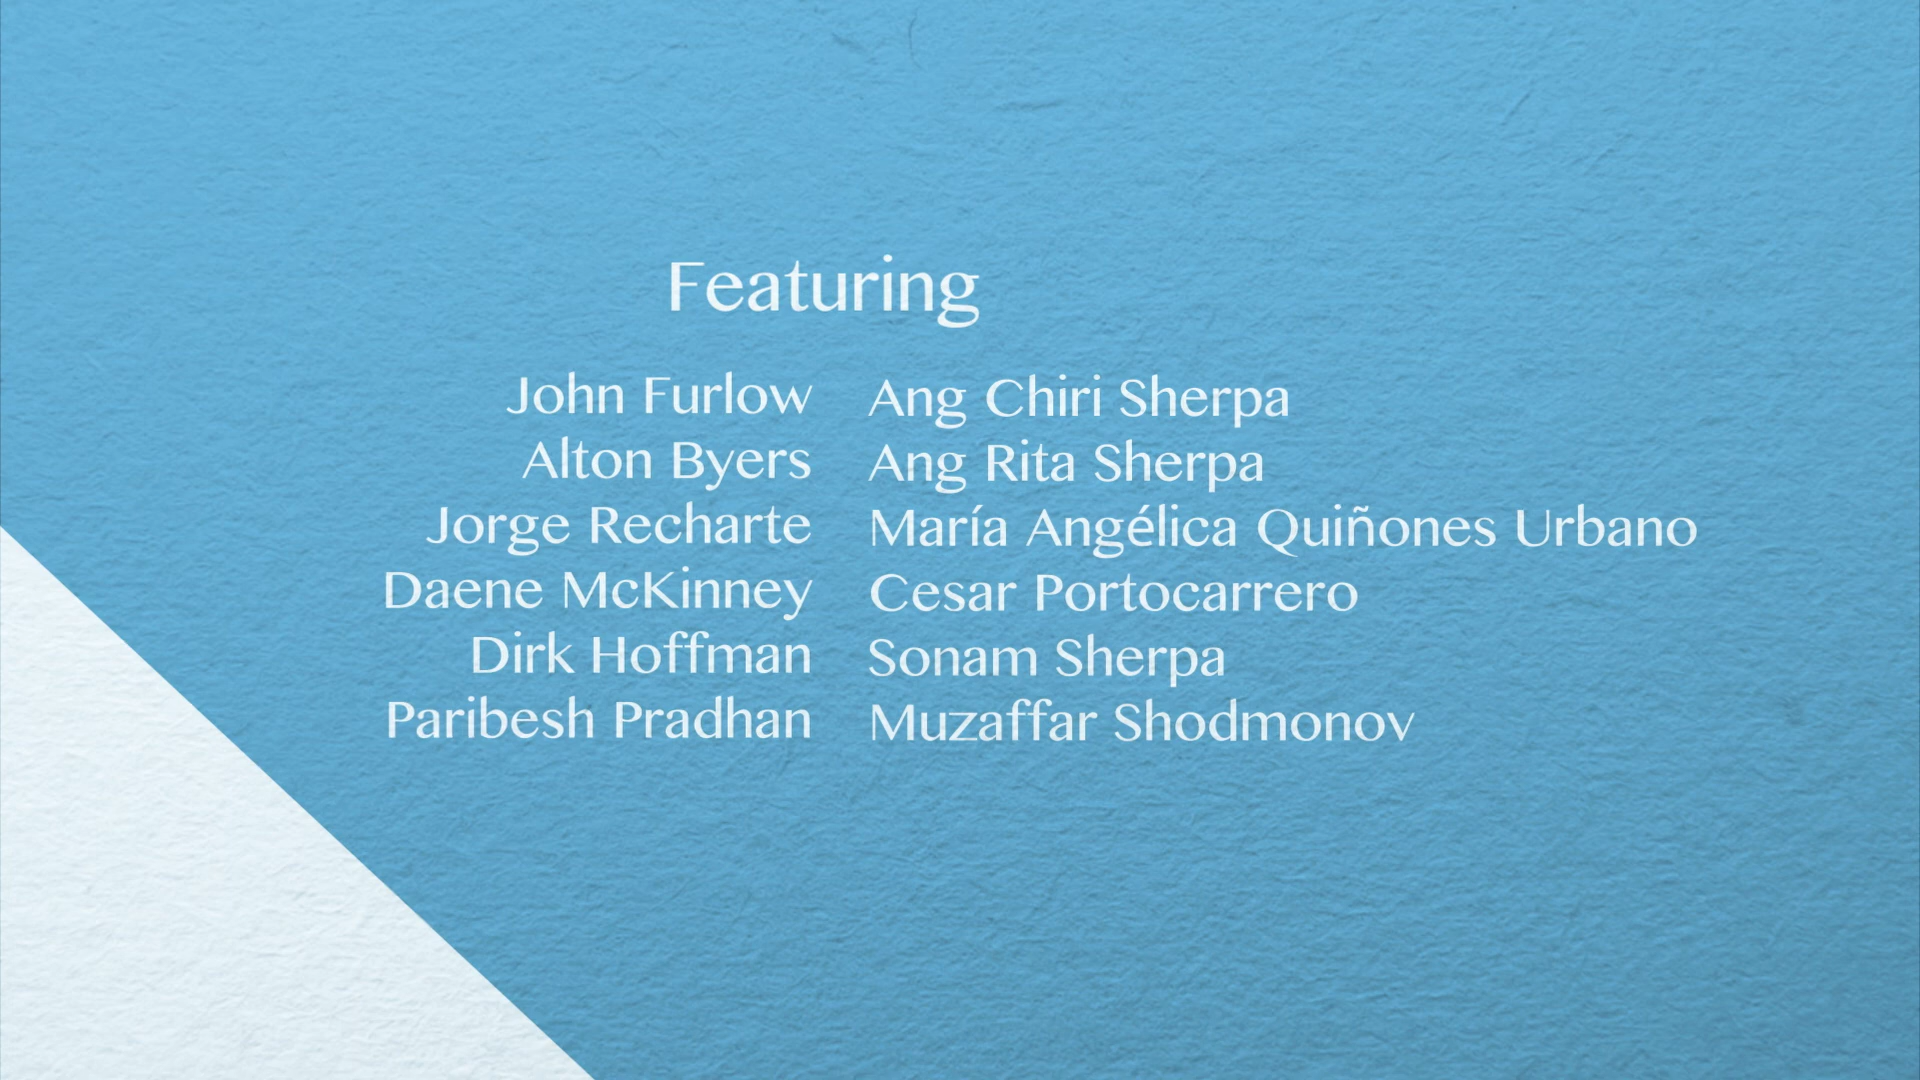 Featuring
John Furlow Ang Chiri Sherpa
Alton Byers Ang Rita Sherpa
Jorge Recharte María Angélica Quiñones Urbano
Daene McKinney Cesar Portocarrero
Dirk Hoffman Sonam Sherpa
Paribesh Pradhan Muzaffar Shodmonov